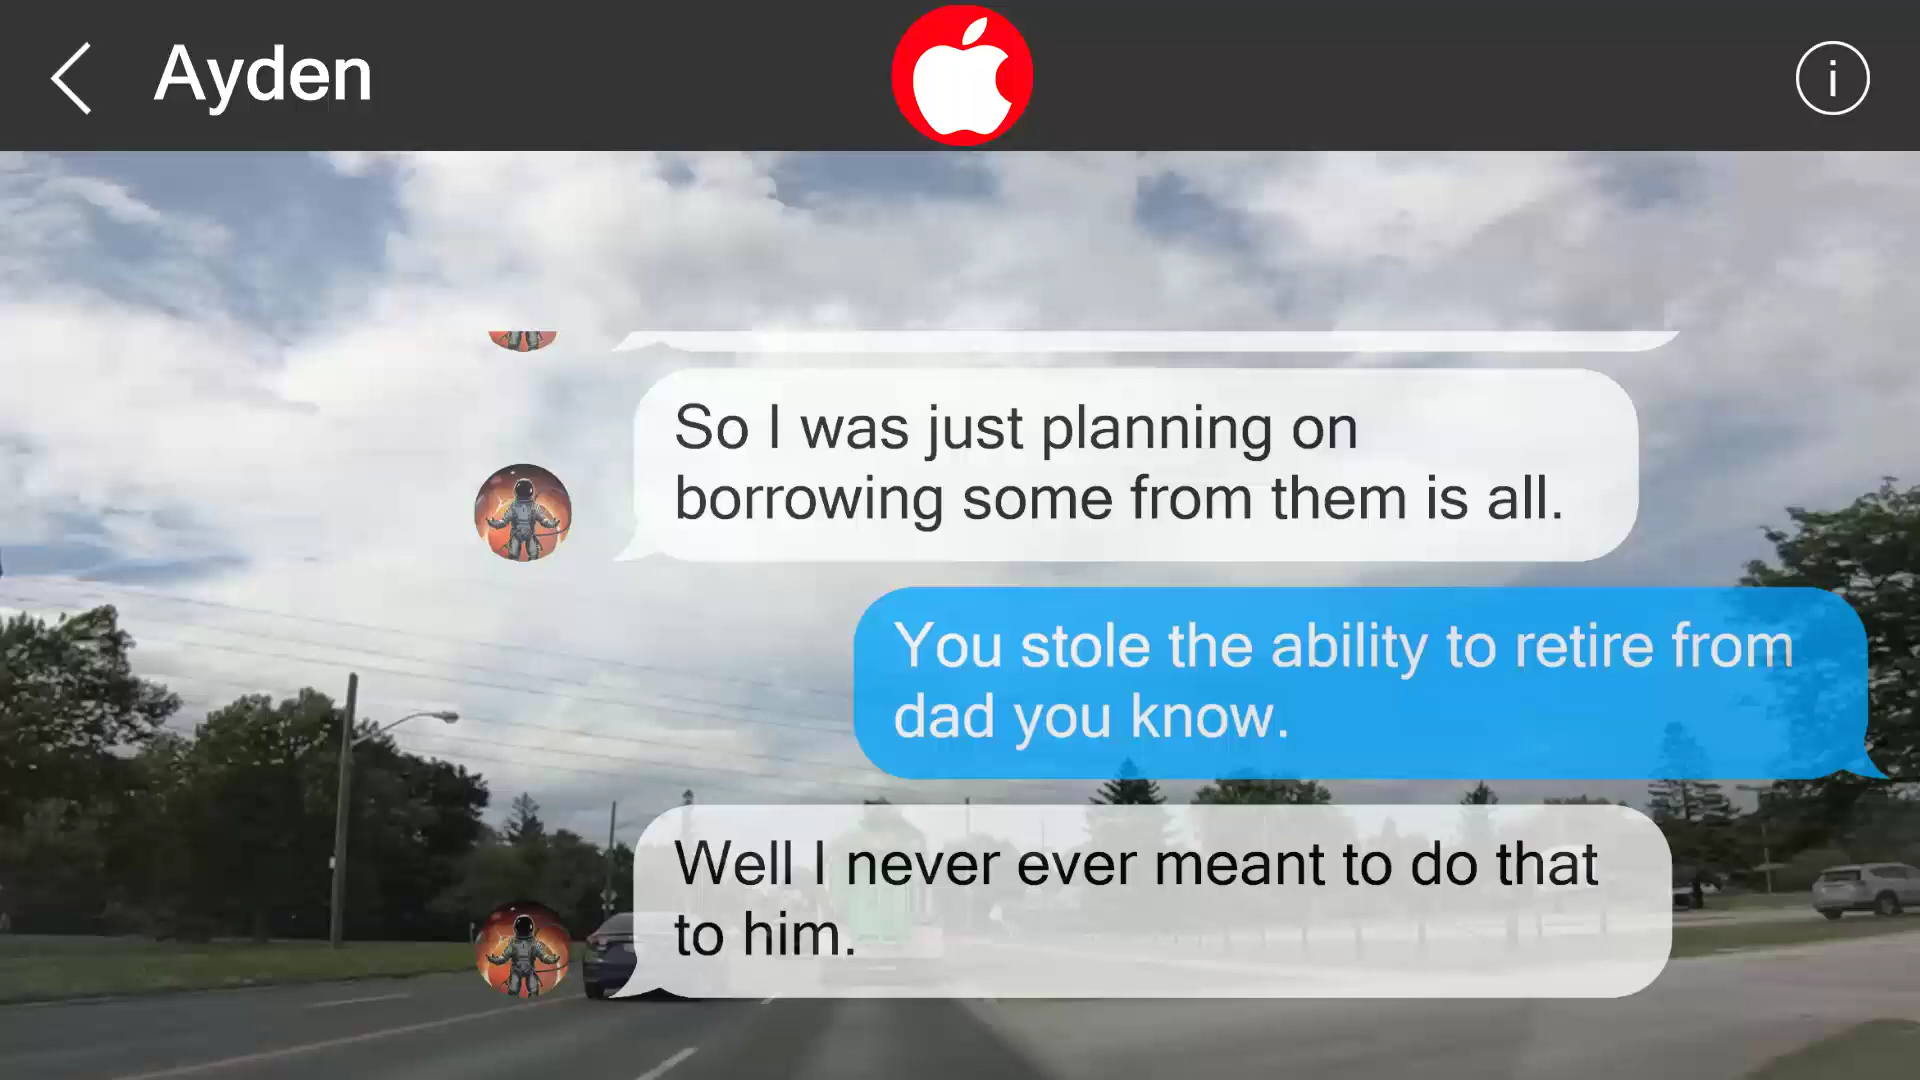 Ayden
i
So I was just planning on
borrowing some from them is all.
You stole the ability to retire from
dad you know.
Well I never ever meant to do that
to him.